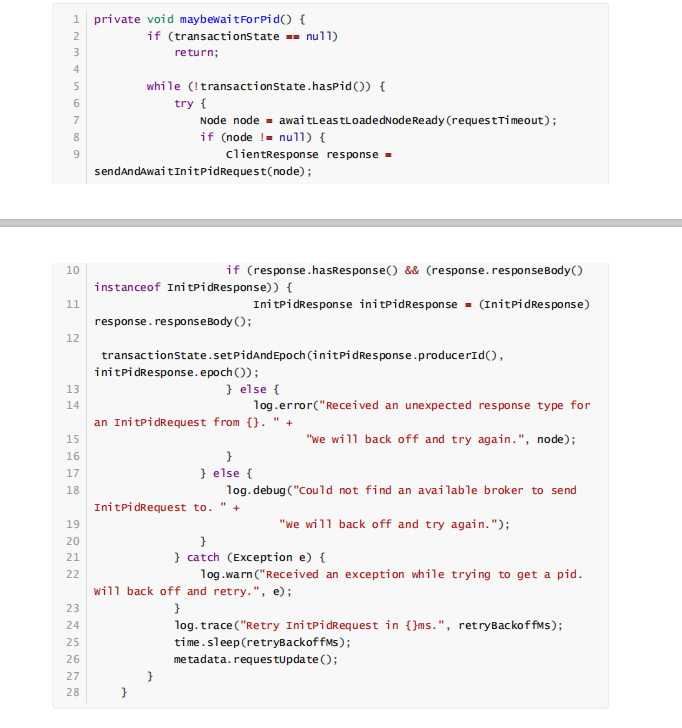 1 private void maybeWaitForPid() {
2 if (transactionState == null)
3 return;
4
5 while (!transactionState.hasPid()) {
6 try {
7 Node node = awaitLeastLoadedNodeReady(requestTimeout);
8 if (node != null) {
9 ClientResponse response =
sendAndAwaitInitPidRequest(node);
10 if (response.hasResponse() && (response.responseBody()
instanceof InitPidResponse)) {
11 InitPidResponse initPidResponse = (InitPidResponse)
response.responseBody();
12
transactionState.setPidAndEpoch(initPidResponse.producerId(),
initPidResponse.epoch());
13 } else {
14 log.error("Received an unexpected response type for
an InitPidRequest from {}. " +
15 "We will back off and try again.", node);
16 }
17 } else {
18 log.debug("Could not find an available broker to send
InitPidRequest to. " +
19 "We will back off and try again.");
20 }
21 } catch (Exception e) {
22 log.warn("Received an exception while trying to get a pid.
Will back off and retry.", e);
23 }
24 log.trace("Retry InitPidRequest in {}ms.", retryBackoffMs);
25 time.sleep(retryBackoffMs);
26 metadata.requestUpdate();
27 }
28 }